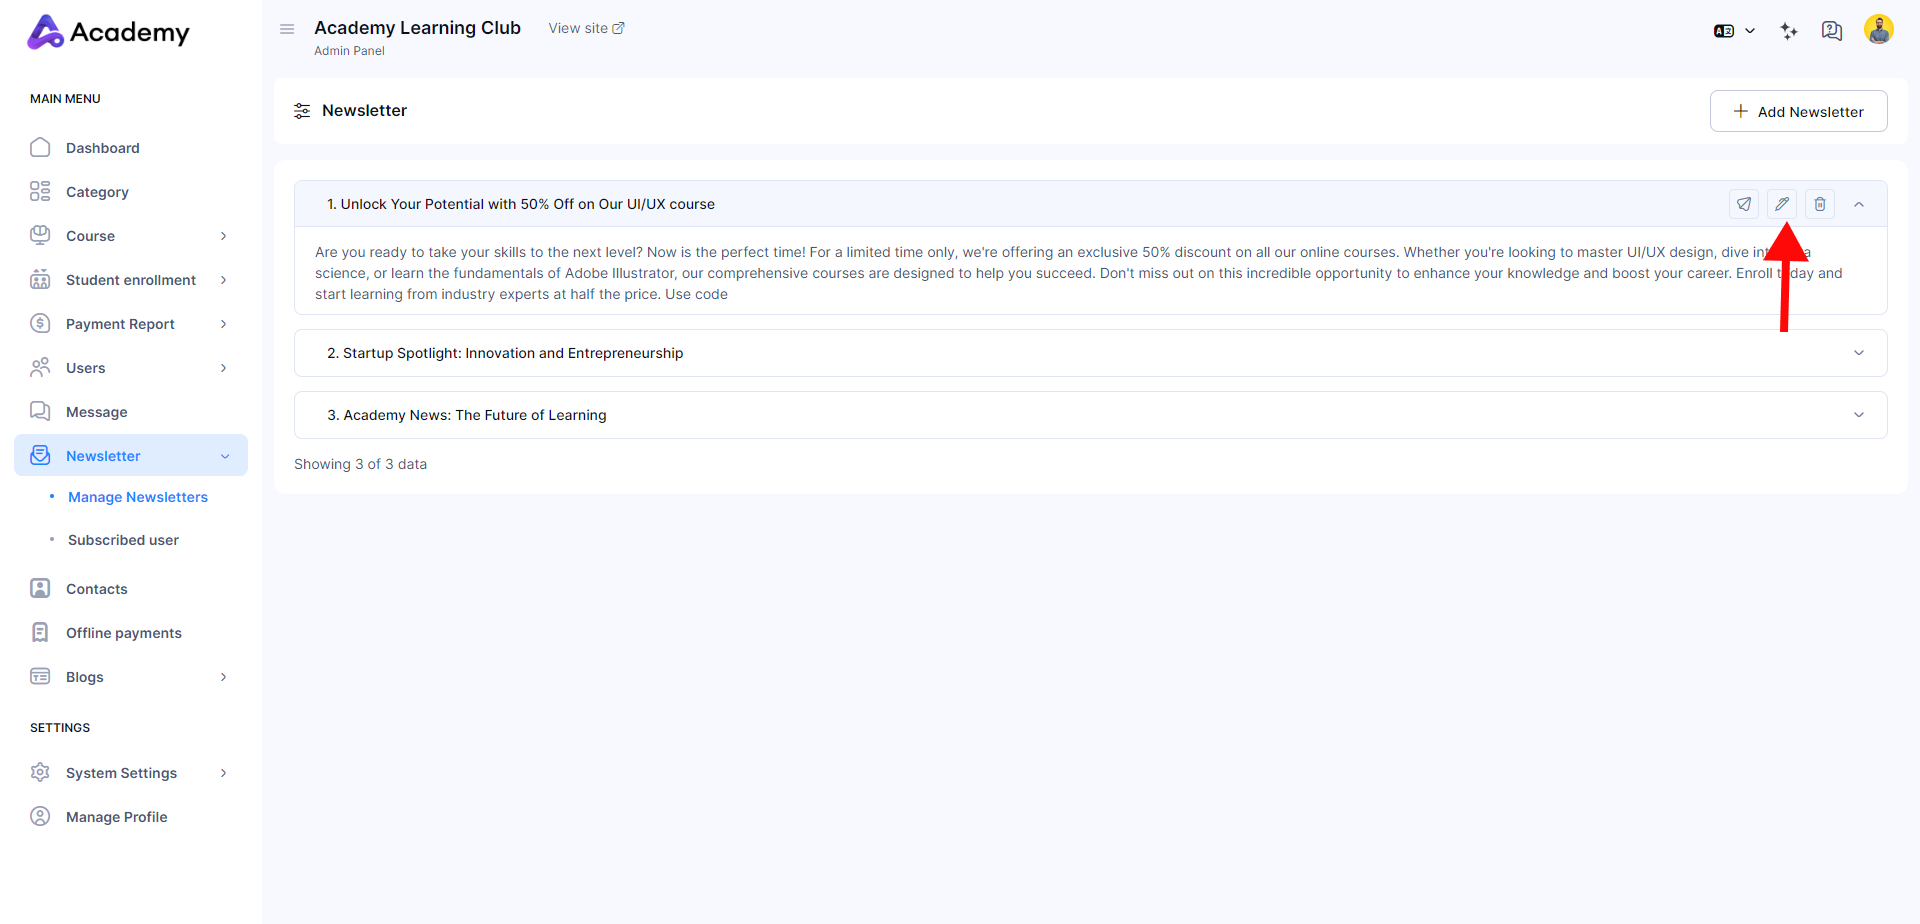 Academy
Academy Learning Club
View site
Admin Panel
MAIN MENU
Dashboard
Category
Course
Student enrollment
Payment Report
Users
Message
Newsletter
Manage Newsletters
Subscribed user
Contacts
Offline payments
Blogs
SETTINGS
System Settings
Manage Profile
Newsletter
Add Newsletter
1. Unlock Your Potential with 50% Off on Our UI/UX course
Are you ready to take your skills to the next level? Now is the perfect time! For a limited time only, we're offering an exclusive 50% discount on all our online courses. Whether you're looking to master UI/UX design, dive
science, or learn the fundamentals of Adobe Illustrator, our comprehensive courses are designed to help you succeed. Don't miss out on this incredible opportunity to enhance your knowledge and boost your career. Enroll today and
start learning from industry experts at half the price. Use code
2. Startup Spotlight: Innovation and Entrepreneurship
3. Academy News: The Future of Learning
Showing 3 of 3 data